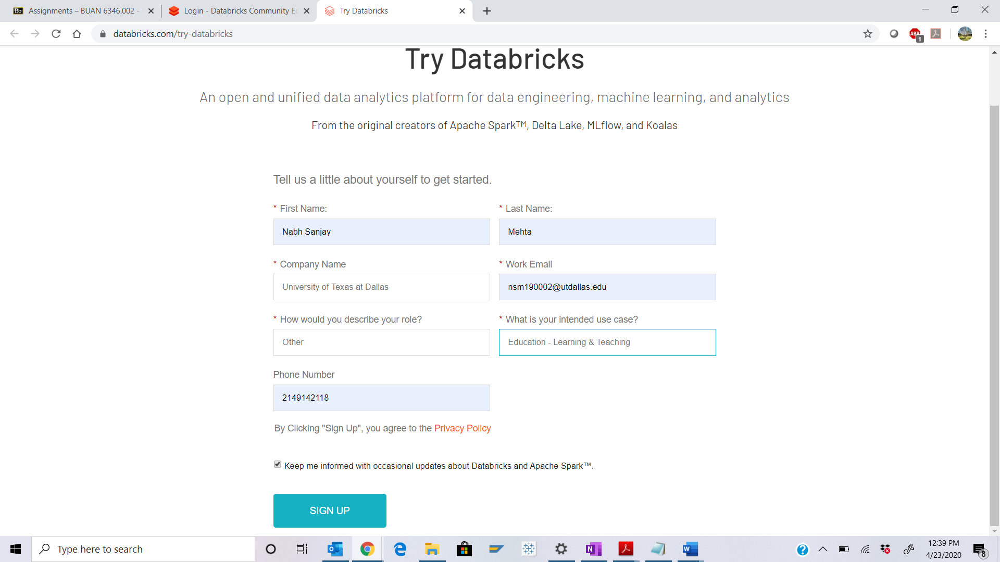 Assignments – BUAN 6346.002 -
Login - Databricks Community Ec
Try Databricks
databricks.com/try-databricks
ABP
1
Try Databricks
An open and unified data analytics platform for data engineering, machine learning, and analytics
From the original creators of Apache Spark™, Delta Lake, MLflow, and Koalas
Tell us a little about yourself to get started.
* First Name:
* Last Name:
Nabh Sanjay
Mehta
* Company Name
* Work Email
University of Texas at Dallas
nsm190002@utdallas.edu
* How would you describe your role?
* What is your intended use case?
Other
Education - Learning & Teaching
Phone Number
2149142118
By Clicking "Sign Up", you agree to the Privacy Policy
Keep me informed with occasional updates about Databricks and Apache Spark™.
SIGN UP
Type here to search
12:39 PM
4/23/2020
8